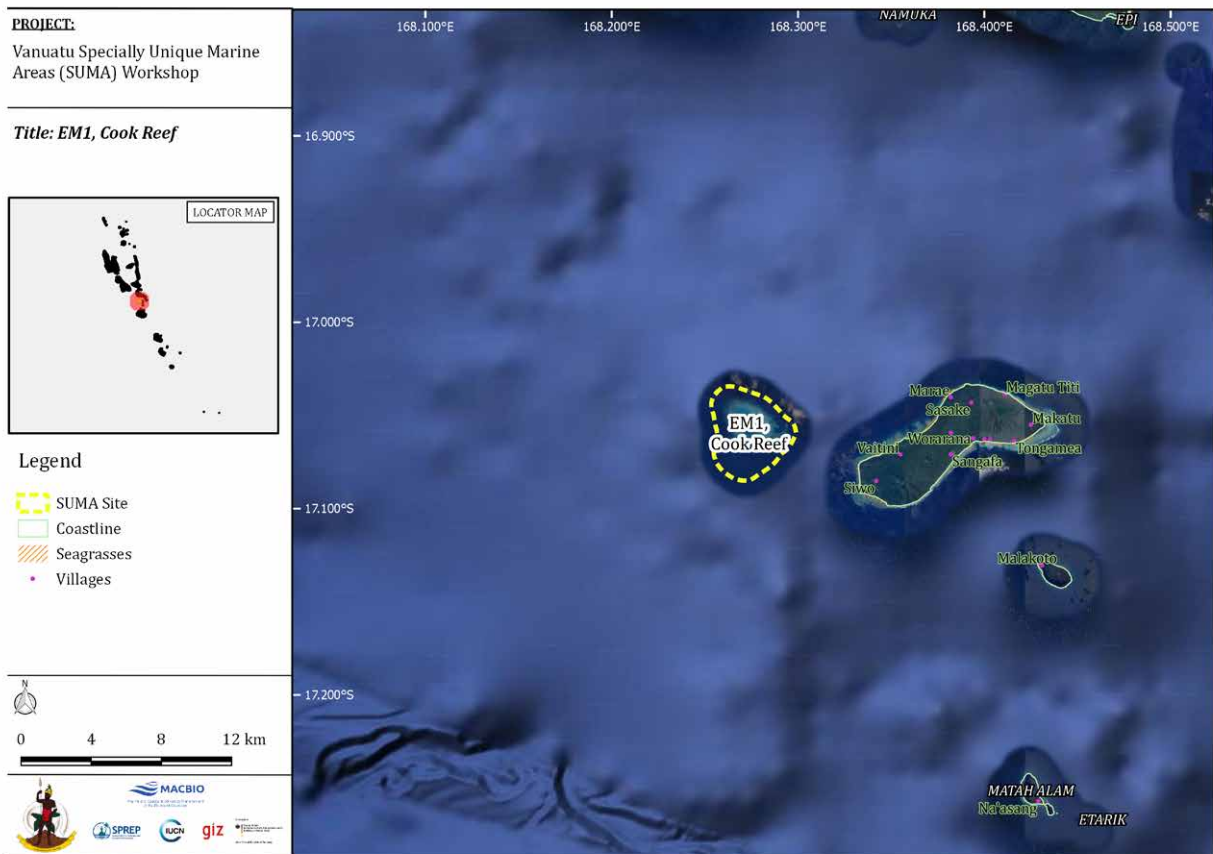 PROJECT:
Vanuatu Specially Unique Marine
Areas (SUMA) Workshop
Title: EM1, Cook Reef
LOCATOR MAP
Legend
SUMA Site
Coastline
Seagrasses
Villages
N
0 4 8 12 km
MACBIO
SPREP
IUCN
giz
NAMUKA
EPI
168.100°E 168.200°E 168.300°E 168.400°E 168.500°E
16.900°S
17.000°S
17.100°S
17.200°S
EM1,
Cook Reef
Marae
Magatu Titi
Sasake
Makatu
Worarana
Vaitini
Tongamea
Sangafa
Siwo
Malakoto
MATAH ALAM
Na'asang
ETARIK